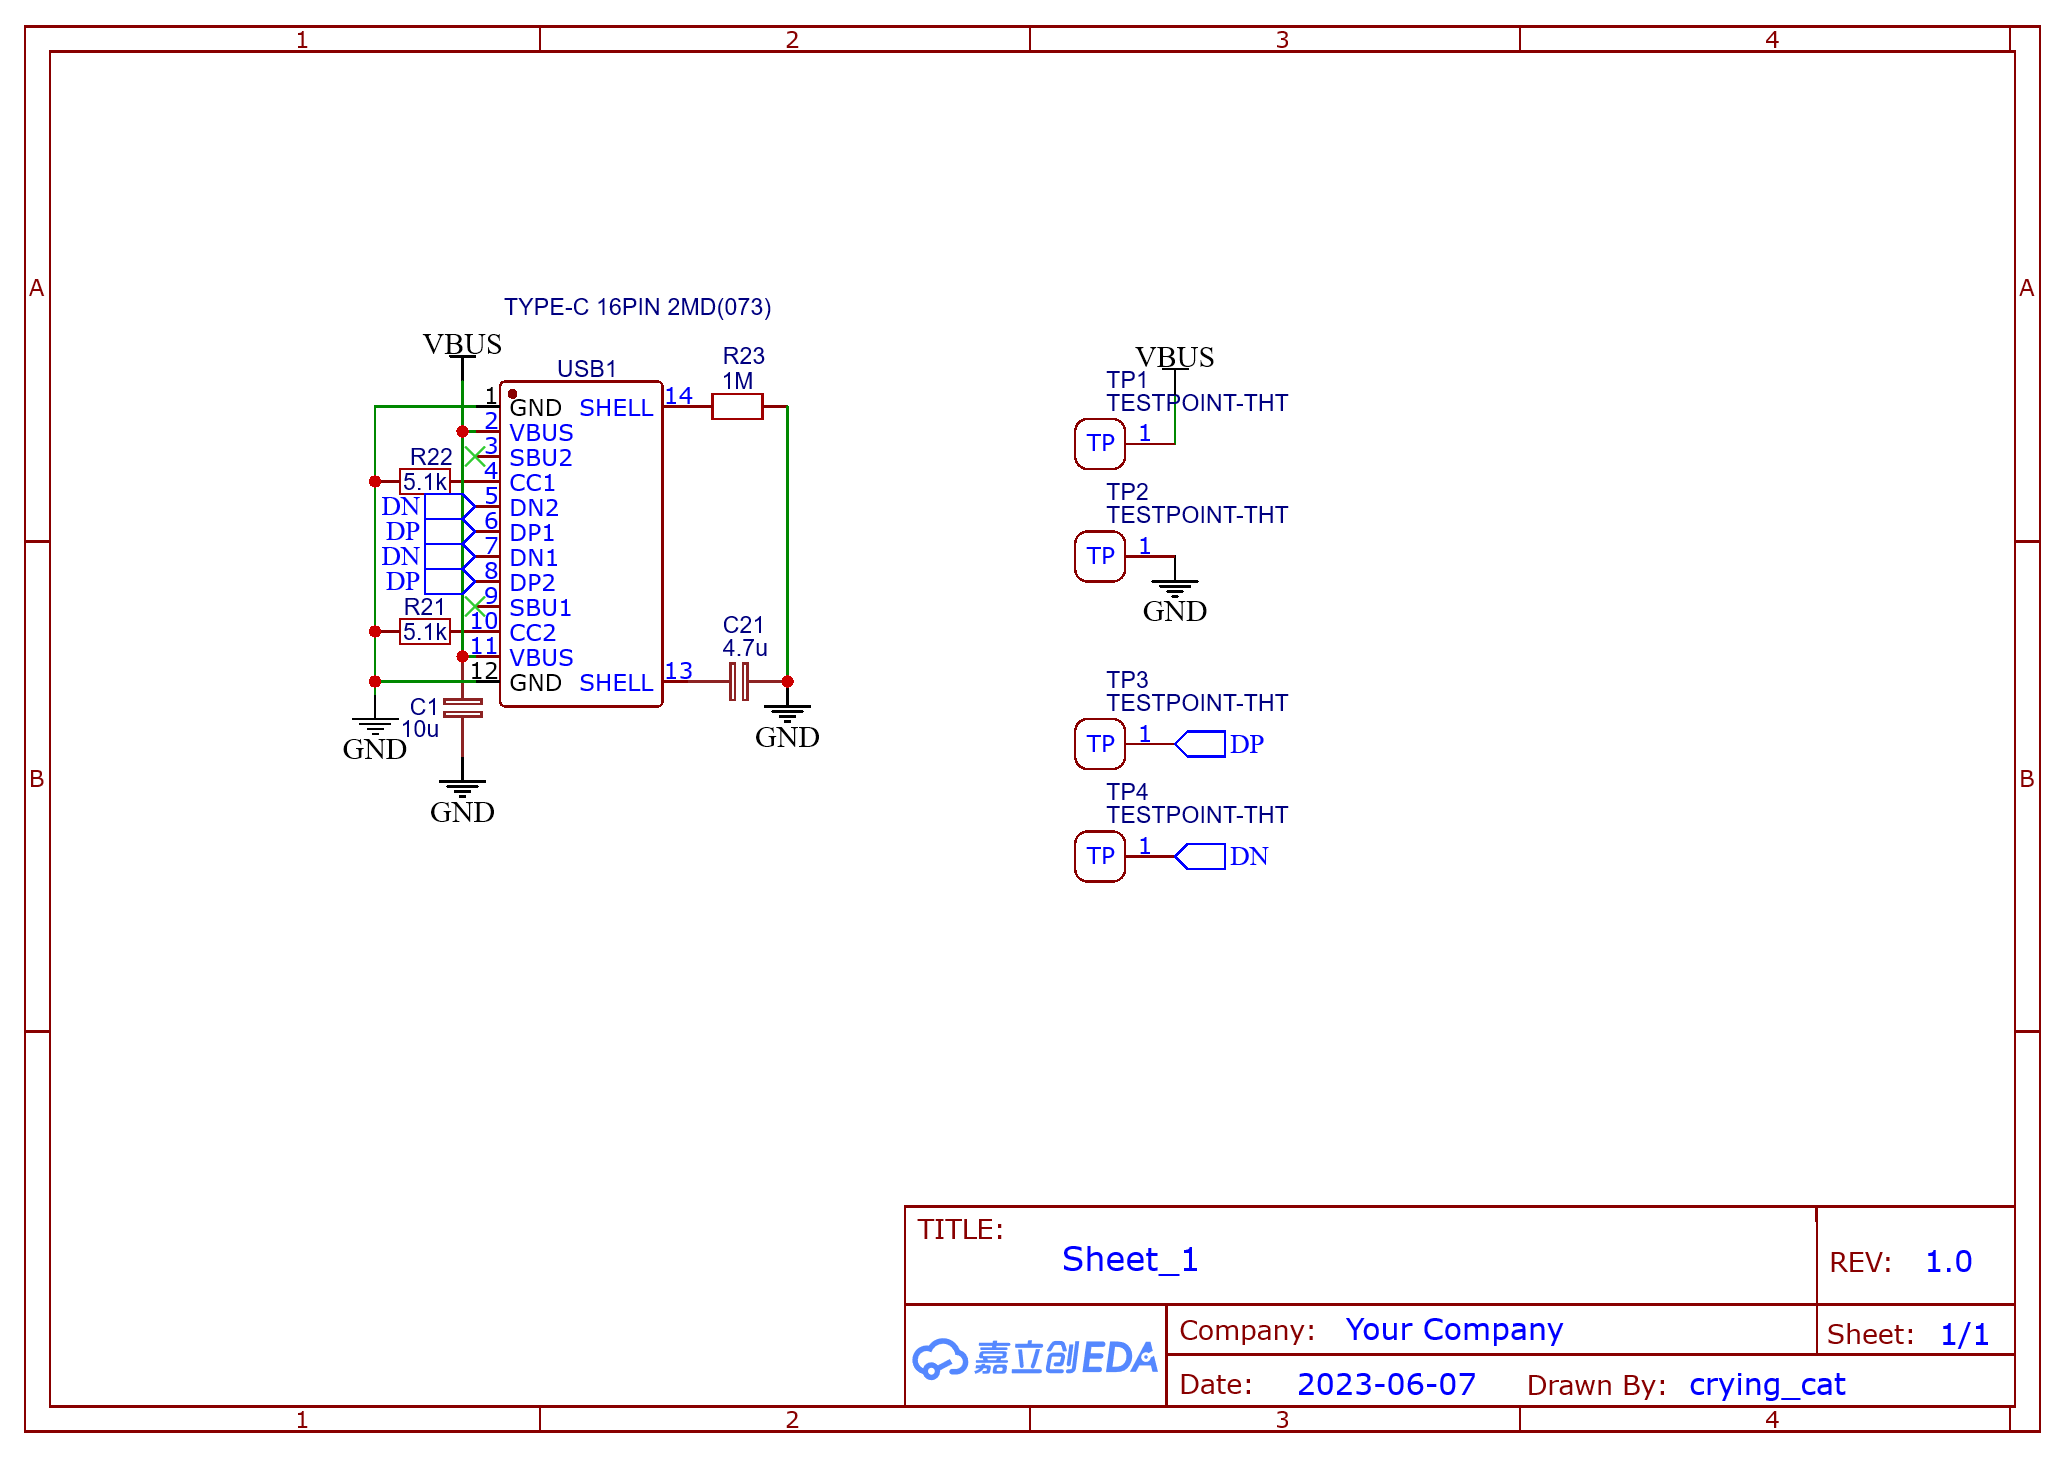 1 2 3 4
A A
B B
TYPE-C 16PIN 2MD(073)
VBUS
USB1
1 GND
2 VBUS
3 SBU2
4 CC1
5 DN2
6 DP1
7 DN1
8 DP2
9 SBU1
10 CC2
11 VBUS
12 GND
SHELL 14
SHELL 13
R22
5.1k
DN
DP
DN
DP
R21
5.1k
C1
10u
GND
GND
R23
1M
C21
4.7u
GND
VBUS
TP1
TESTPOINT-THT
TP 1
TP2
TESTPOINT-THT
TP 1
GND
TP3
TESTPOINT-THT
TP 1 DP
TP4
TESTPOINT-THT
TP 1 DN
TITLE:
Sheet_1
REV: 1.0
嘉立创EDA
Company: Your Company
Sheet: 1/1
Date: 2023-06-07 Drawn By: crying_cat
1 2 3 4